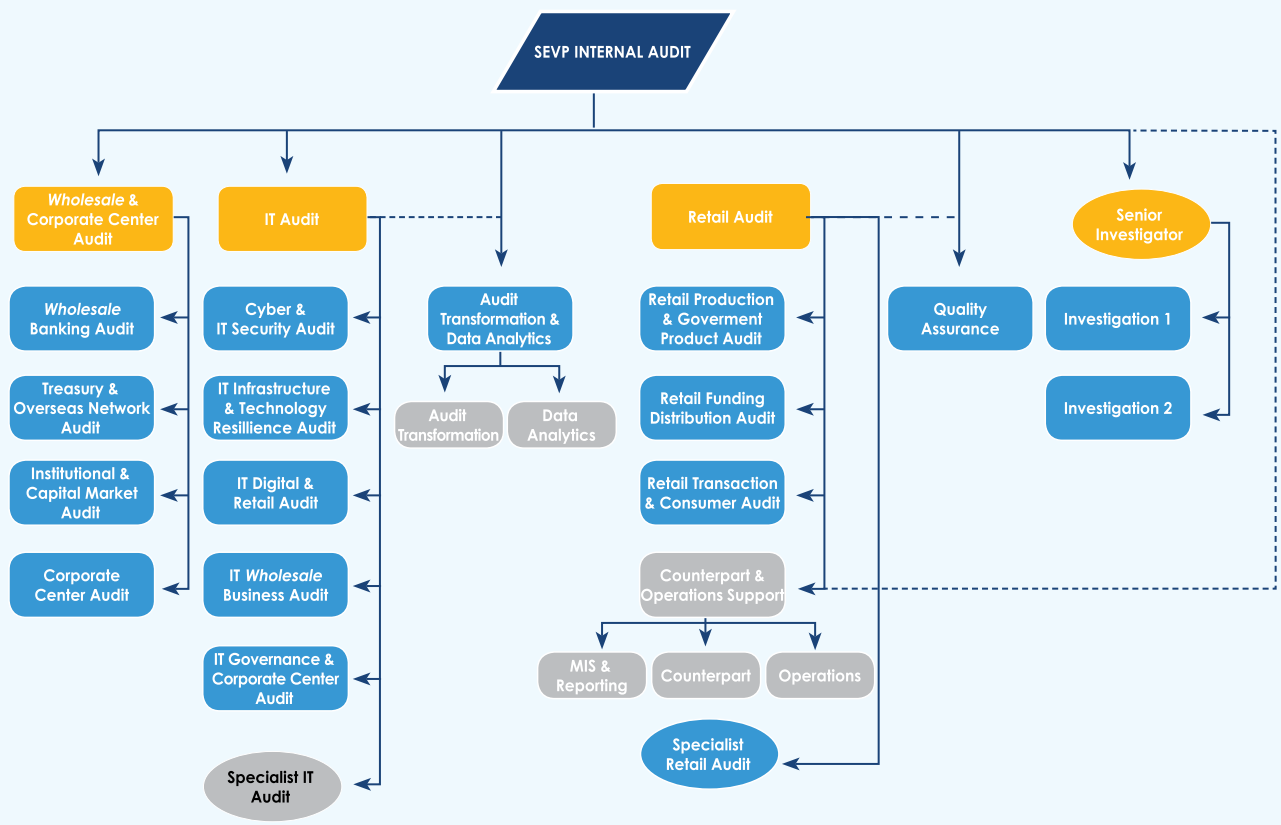 SEVP INTERNAL AUDIT
Wholesale &
Corporate Center
Audit
IT Audit
Retail Audit
Senior
Investigator
Wholesale
Banking Audit
Cyber &
IT Security Audit
Audit
Transformation &
Data Analytics
Retail Production
& Goverment
Product Audit
Quality
Assurance
Investigation 1
Treasury &
Overseas Network
Audit
IT Infrastructure
& Technology
Resillience Audit
Audit
Transformation
Data
Analytics
Retail Funding
Distribution Audit
Investigation 2
Institutional &
Capital Market
Audit
IT Digital &
Retail Audit
Retail Transaction
& Consumer Audit
Corporate
Center Audit
IT Wholesale
Business Audit
Counterpart &
Operations Support
IT Governance &
Corporate Center
Audit
MIS &
Reporting
Counterpart
Operations
Specialist IT
Audit
Specialist
Retail Audit